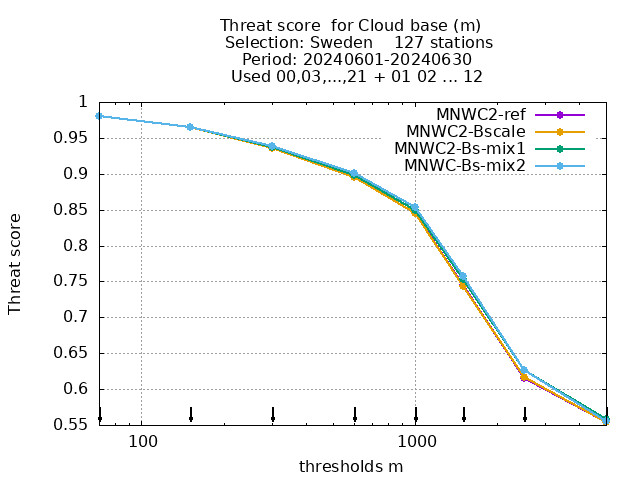 Threat score  for Cloud base (m)
Selection: Sweden    127 stations
Period: 20240601-20240630
Used 00,03,...,21 + 01 02 ... 12
MNWC2-ref
MNWC2-Bscale
MNWC2-Bs-mix1
MNWC-Bs-mix2
Threat score
1
0.95
0.9
0.85
0.8
0.75
0.7
0.65
0.6
0.55
100
1000
thresholds m